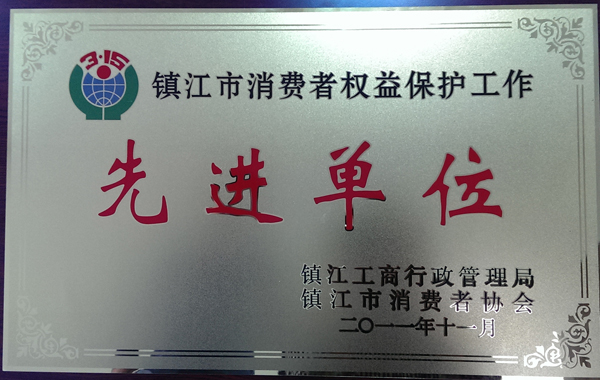 3·15
镇江市消费者权益保护工作
先进单位
镇江工商行政管理局
镇江市消费者协会
二〇一一年十一月